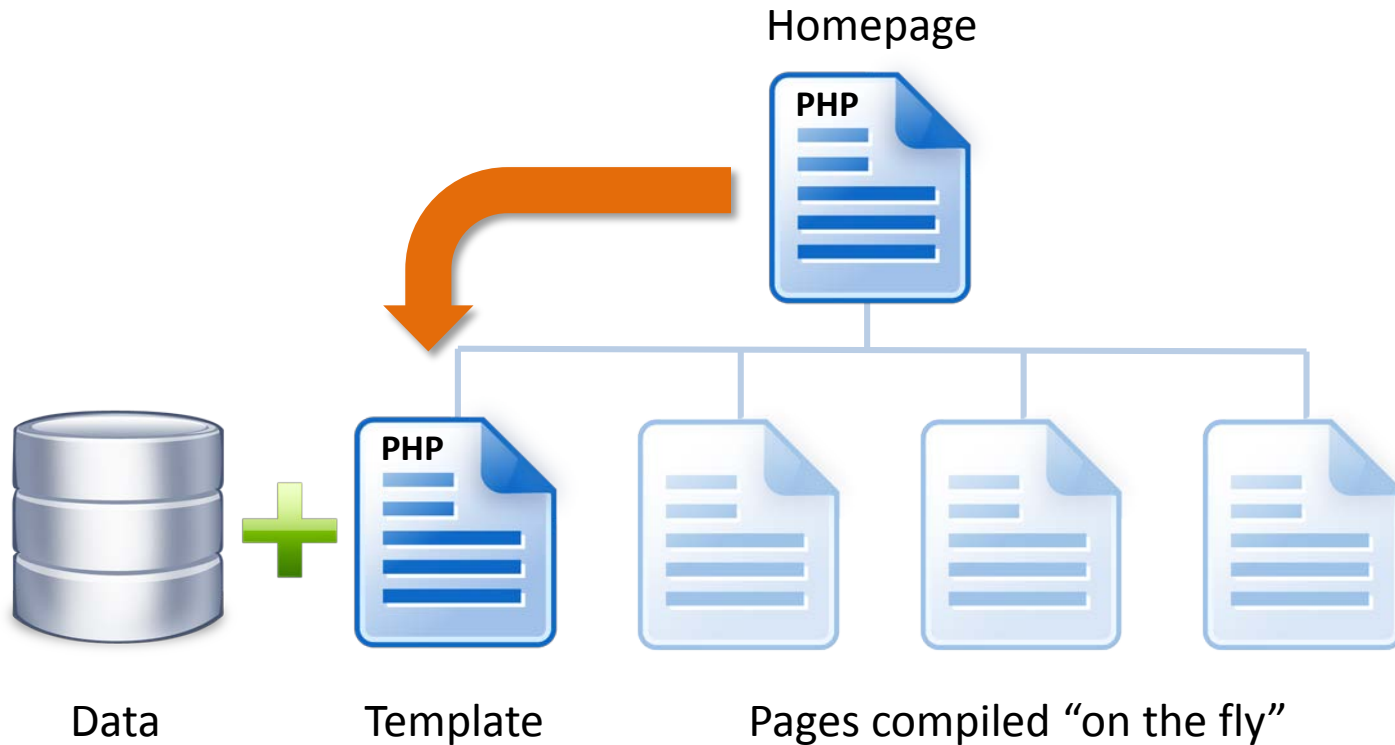 Homepage
PHP
PHP
Data
Template
Pages compiled “on the fly”